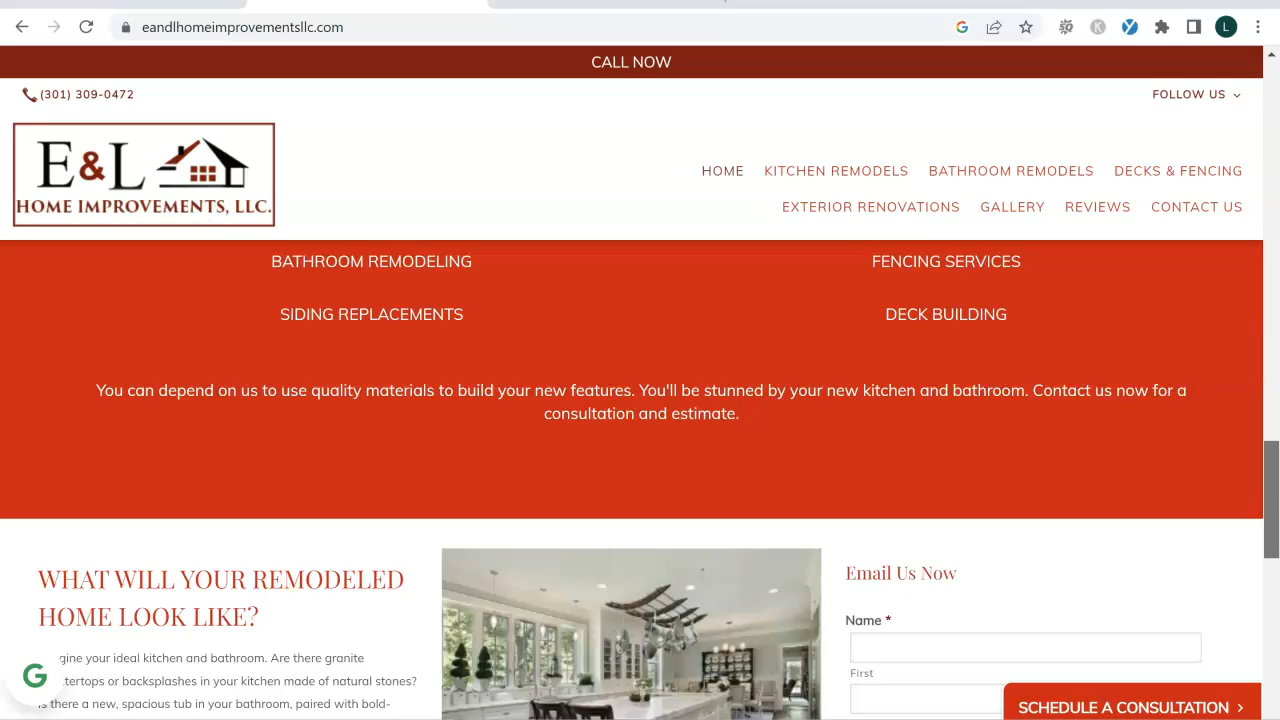 eandlhomeimprovementsllc.com
CALL NOW
(301) 309-0472
FOLLOW US
E&L
HOME IMPROVEMENTS, LLC.
HOME KITCHEN REMODELS BATHROOM REMODELS DECKS & FENCING
EXTERIOR RENOVATIONS GALLERY REVIEWS CONTACT US
BATHROOM REMODELING
FENCING SERVICES
SIDING REPLACEMENTS
DECK BUILDING
You can depend on us to use quality materials to build your new features. You'll be stunned by your new kitchen and bathroom. Contact us now for a
consultation and estimate.
WHAT WILL YOUR REMODELED
HOME LOOK LIKE?
gine your ideal kitchen and bathroom. Are there granite
tertops or backsplashes in your kitchen made of natural stones?
is there a new, spacious tub in your bathroom, paired with bold-
G
Email Us Now
Name *
First
SCHEDULE A CONSULTATION